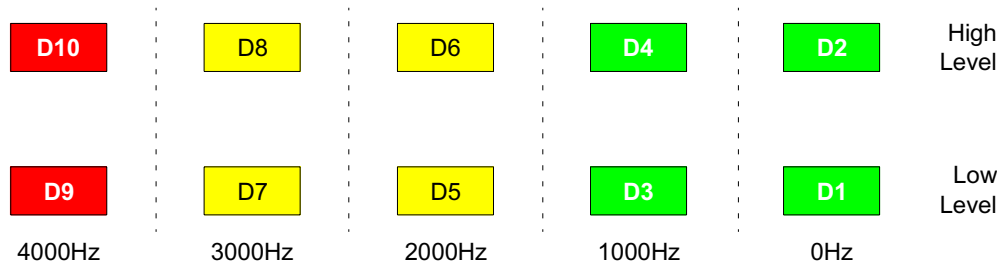 D10 D8 D6 D4 D2 High
Level
D9 D7 D5 D3 D1 Low
Level
4000Hz 3000Hz 2000Hz 1000Hz 0Hz